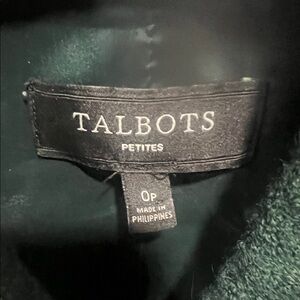 TALBOTS
PETITES
0P
MADE IN
PHILIPPINES